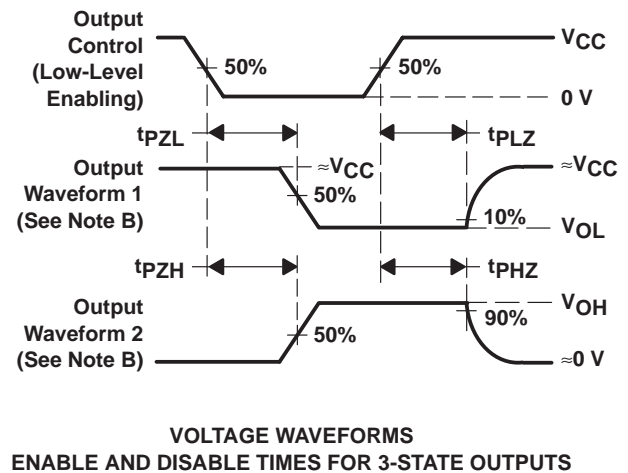 Output
Control
(Low-Level
Enabling)
50%
50%
VCC
0 V
tPZL
tPLZ
Output
Waveform 1
(See Note B)
≈VCC
50%
10%
≈VCC
VOL
tPZH
tPHZ
Output
Waveform 2
(See Note B)
50%
90%
VOH
≈0 V
VOLTAGE WAVEFORMS
ENABLE AND DISABLE TIMES FOR 3-STATE OUTPUTS